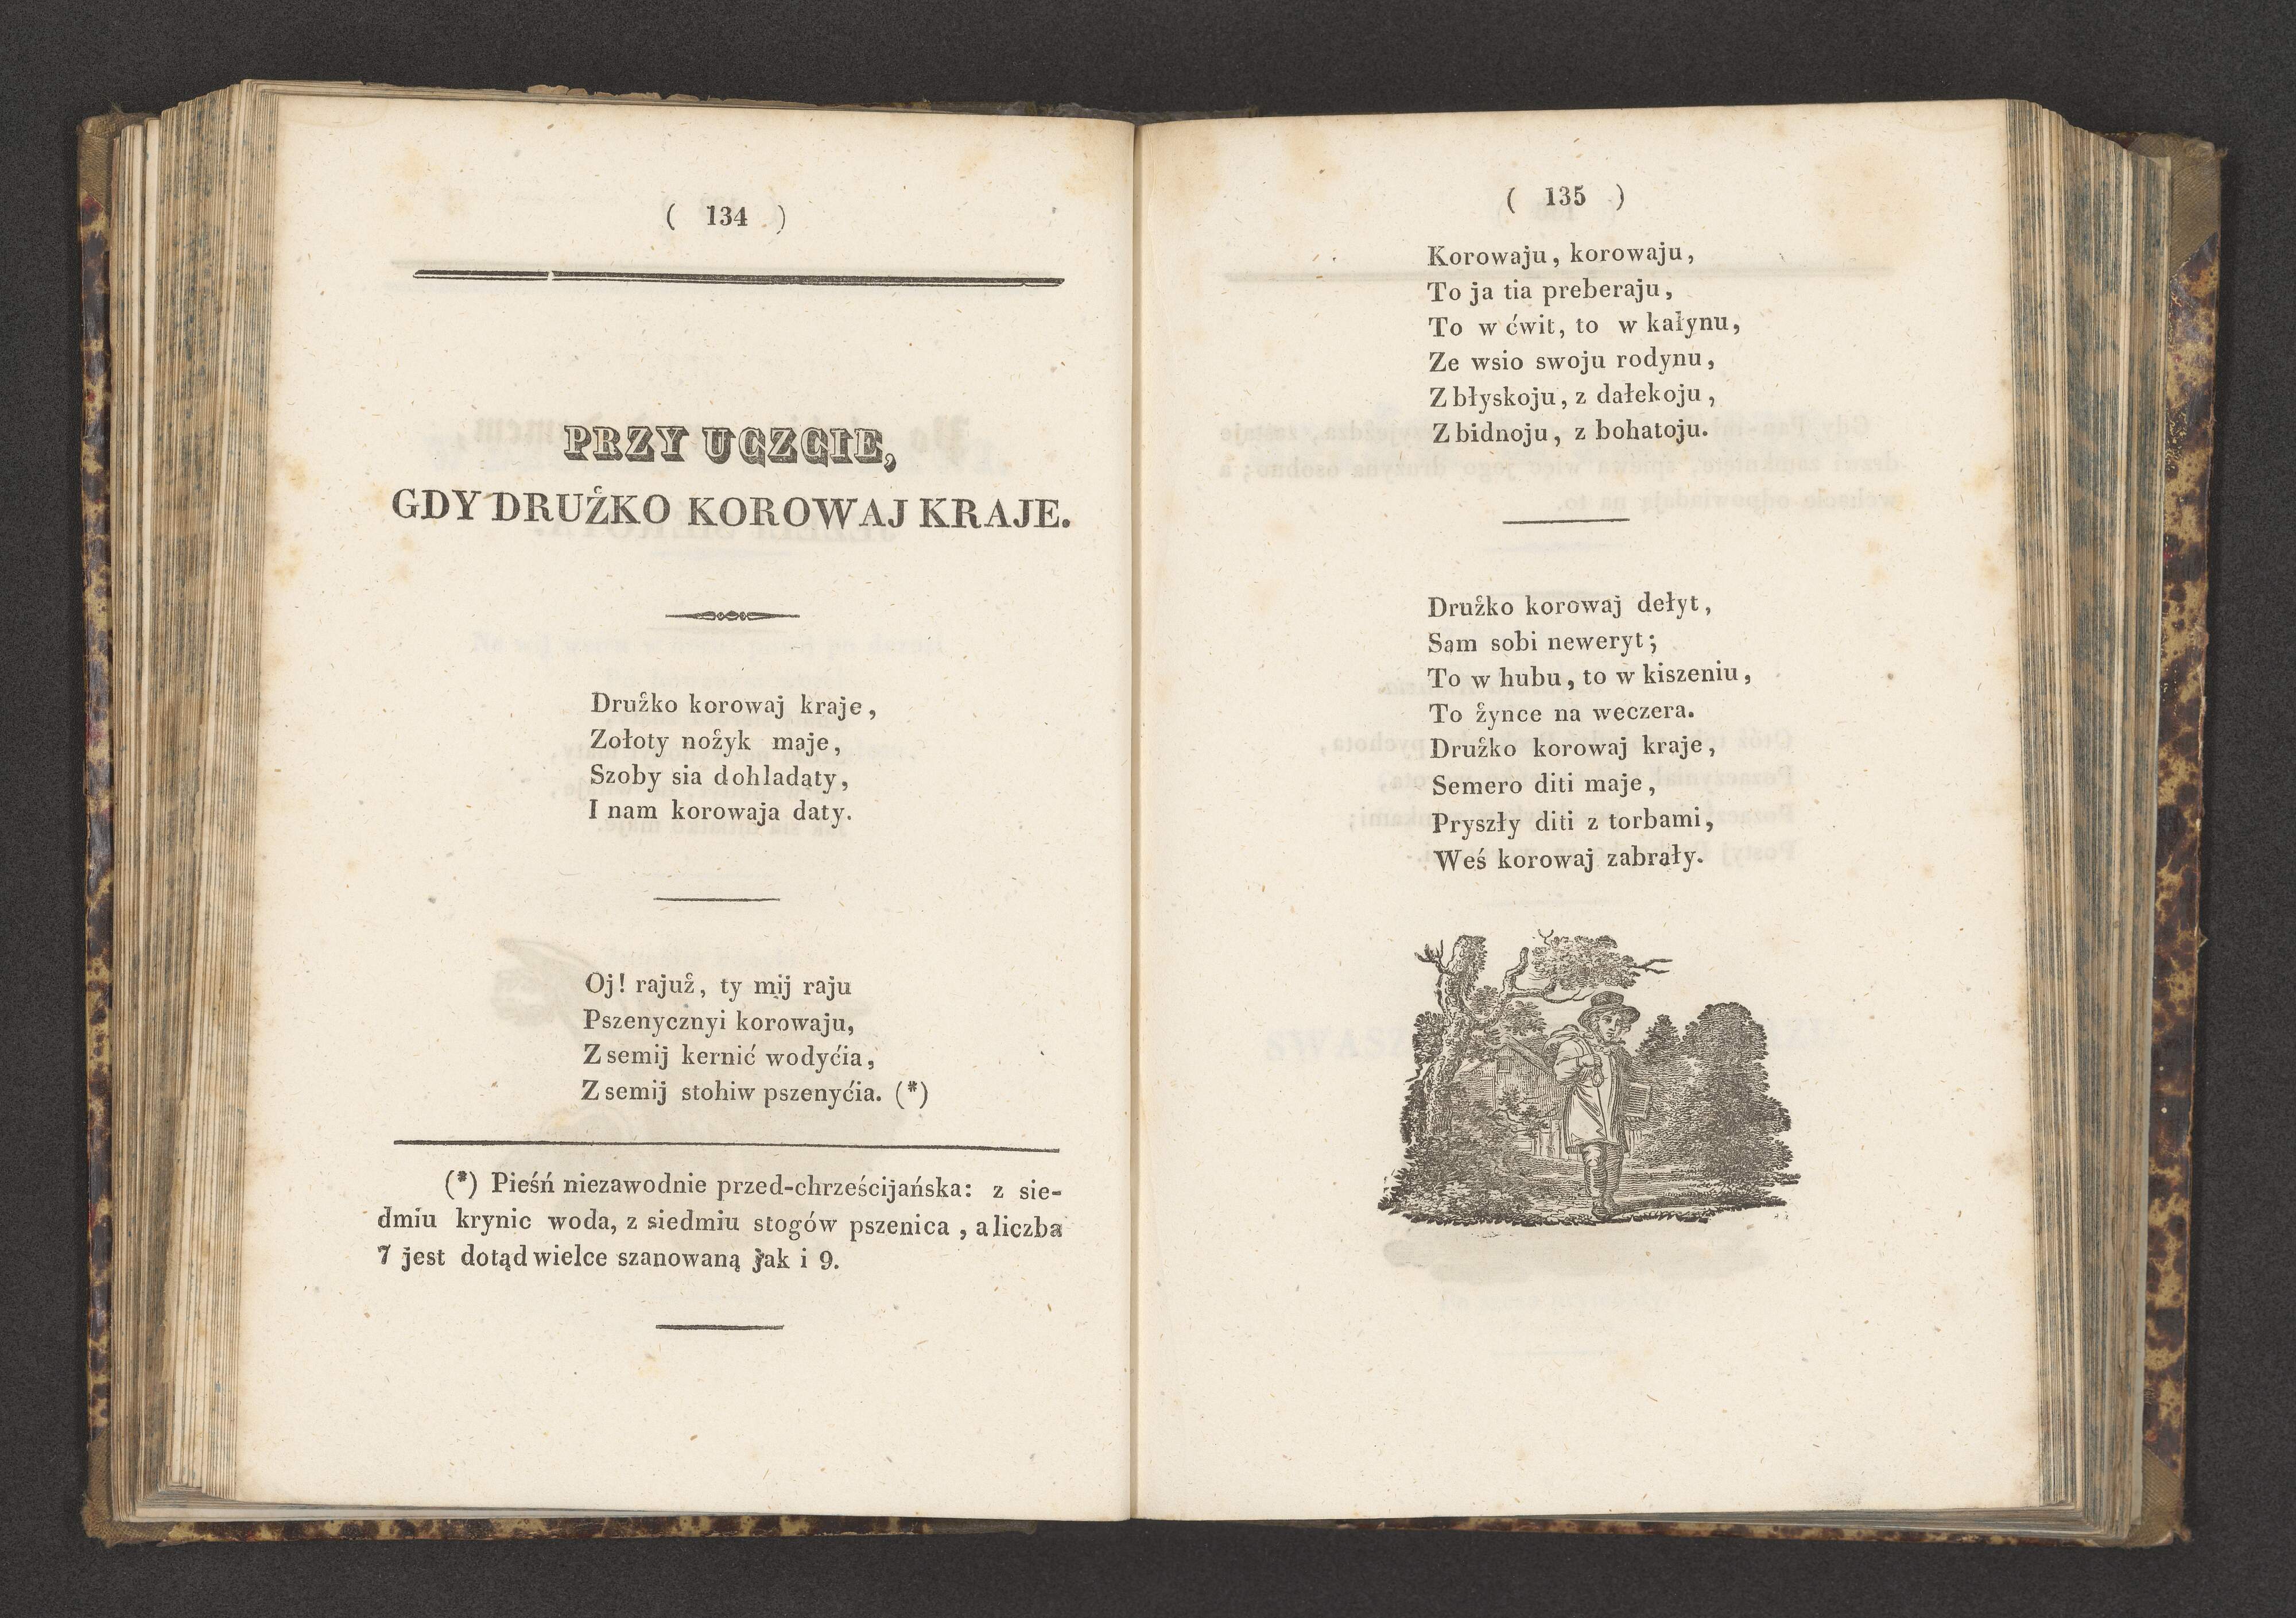 ( 134 )
PRZY UCZCIE,
GDY DRUŻKO KOROWAJ KRAJE.
Drużko korowaj kraje,
Zołoty nożyk maje,
Szoby sia dohladaty,
I nam korowaja daty.
Oj! rajuż, ty mij raju
Pszenycznyi korowaju,
Z semij kernić wodyćia,
Z semij stohiw pszenyćia. (*)
(*) Pieśń niezawodnie przed-chrześcijańska: z sie-
dmiu krynic woda, z siedmiu stogów pszenica, a liczba
7 jest dotąd wielce szanowaną jak i 9.
( 135 )
Korowaju, korowaju,
To ja tia preberaju,
To w ćwit, to w kałynu,
Ze wsio swoju rodynu,
Z błyskoju, z dałekoju,
Z bidnoju, z bohatoju.
Drużko korowaj dełyt,
Sam sobi neweryt;
To w hubu, to w kiszeniu,
To żynce na weczera.
Drużko korowaj kraje,
Semero diti maje,
Pryszły diti z torbami,
Weś korowaj zabrały.